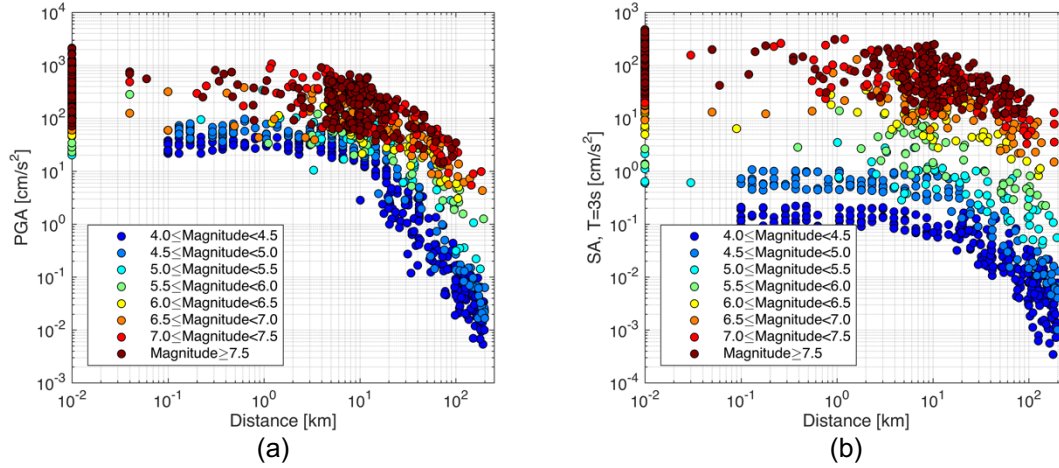 10^4
10^3
10^2
10^1
10^0
10^-1
10^-2
10^-3
PGA [cm/s^2]
4.0≤Magnitude<4.5
4.5≤Magnitude<5.0
5.0≤Magnitude<5.5
5.5≤Magnitude<6.0
6.0≤Magnitude<6.5
6.5≤Magnitude<7.0
7.0≤Magnitude<7.5
Magnitude≥7.5
10^-2 10^-1 10^0 10^1 10^2
Distance [km]
(a)
10^3
10^2
10^1
10^0
10^-1
10^-2
10^-3
10^-4
SA, T=3s [cm/s^2]
4.0≤Magnitude<4.5
4.5≤Magnitude<5.0
5.0≤Magnitude<5.5
5.5≤Magnitude<6.0
6.0≤Magnitude<6.5
6.5≤Magnitude<7.0
7.0≤Magnitude<7.5
Magnitude≥7.5
10^-2 10^-1 10^0 10^1 10^2
Distance [km]
(b)